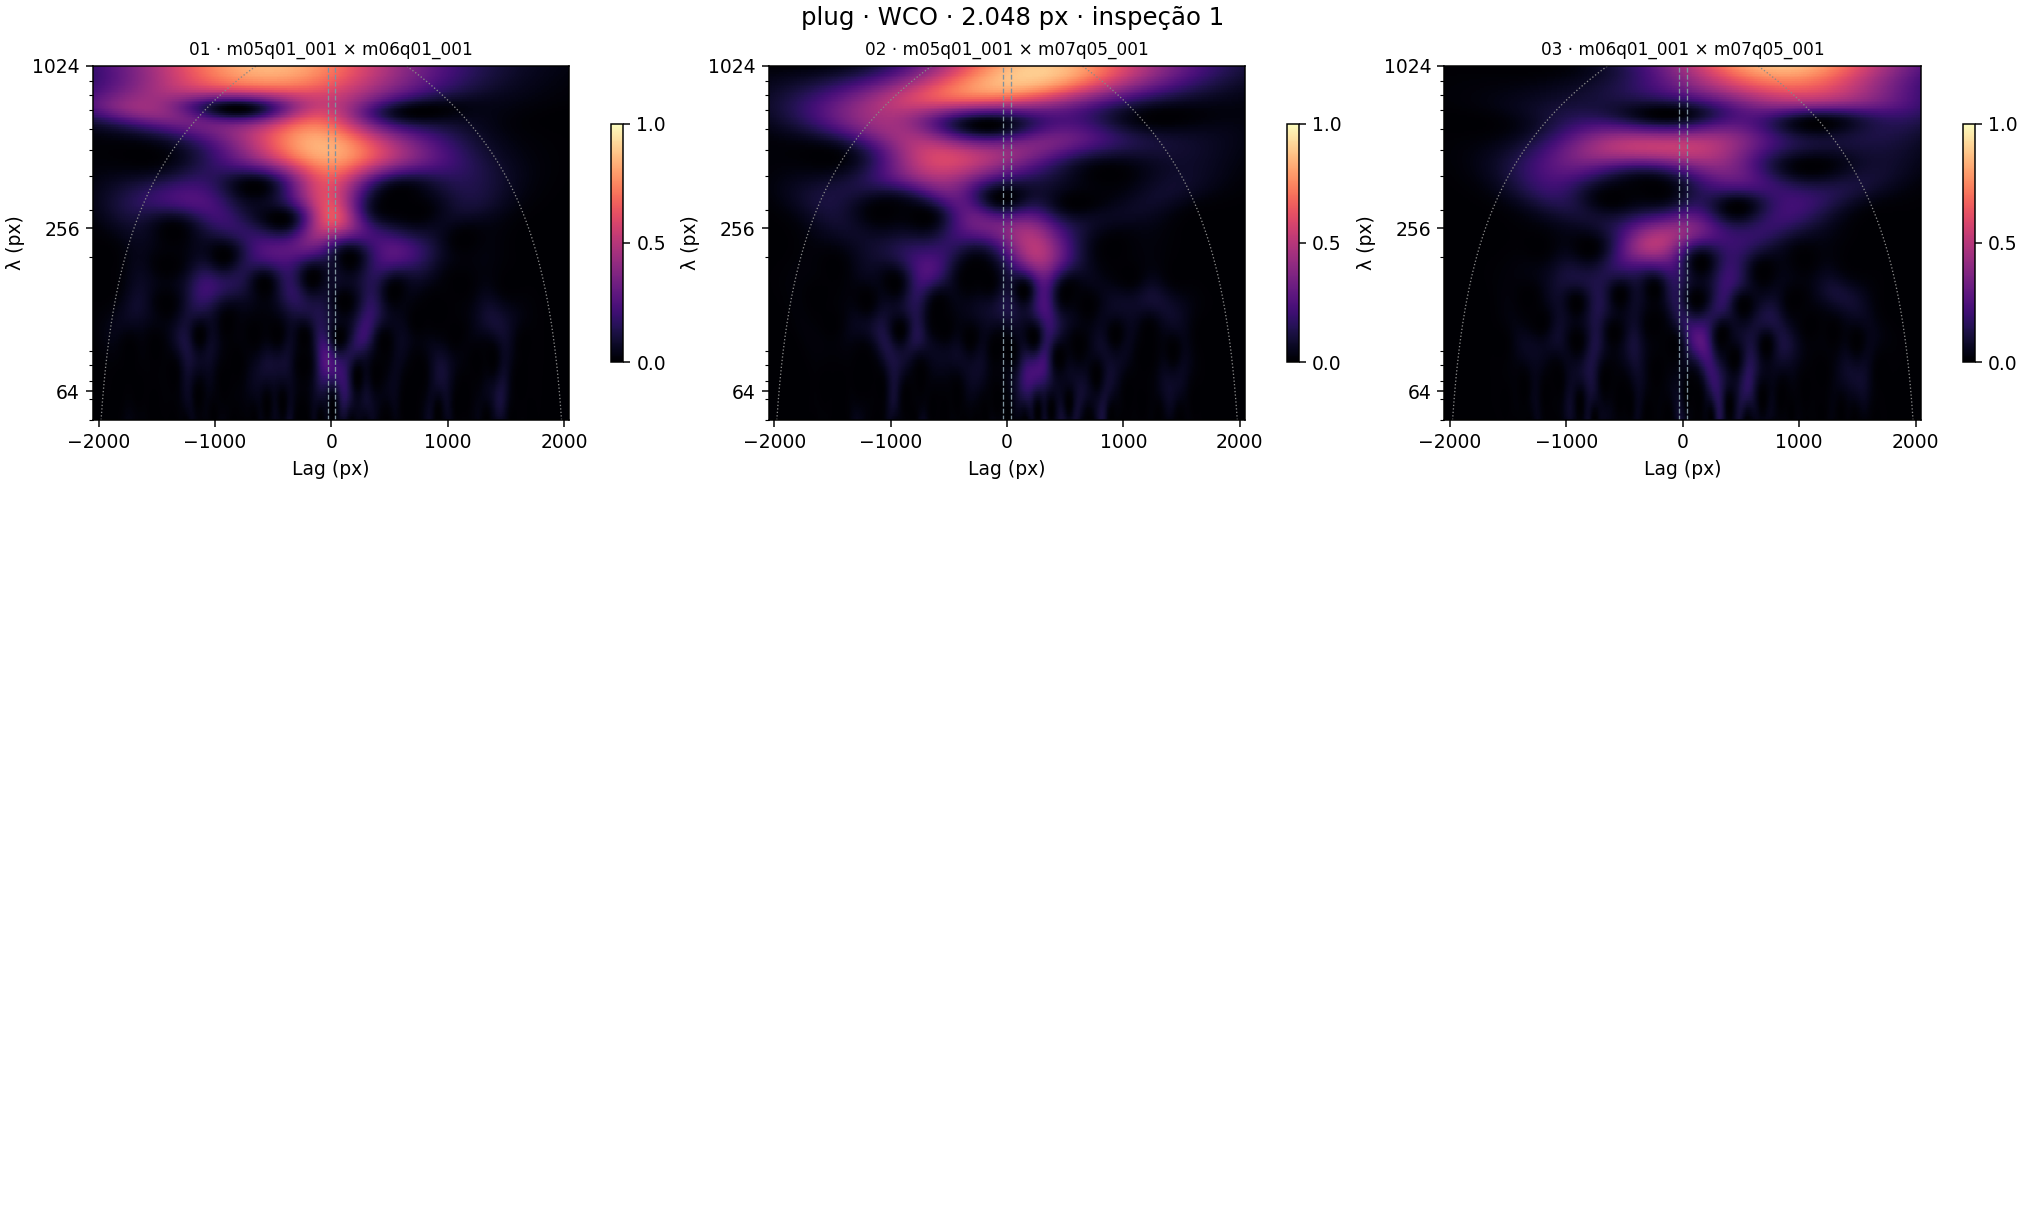 plug · WCO · 2.048 px · inspeção 1
01 · m05q01_001 × m06q01_001
02 · m05q01_001 × m07q05_001
03 · m06q01_001 × m07q05_001
1024
256
64
λ (px)
−2000 −1000 0 1000 2000
Lag (px)
1.0
0.5
0.0
1024
256
64
λ (px)
−2000 −1000 0 1000 2000
Lag (px)
1.0
0.5
0.0
1024
256
64
λ (px)
−2000 −1000 0 1000 2000
Lag (px)
1.0
0.5
0.0